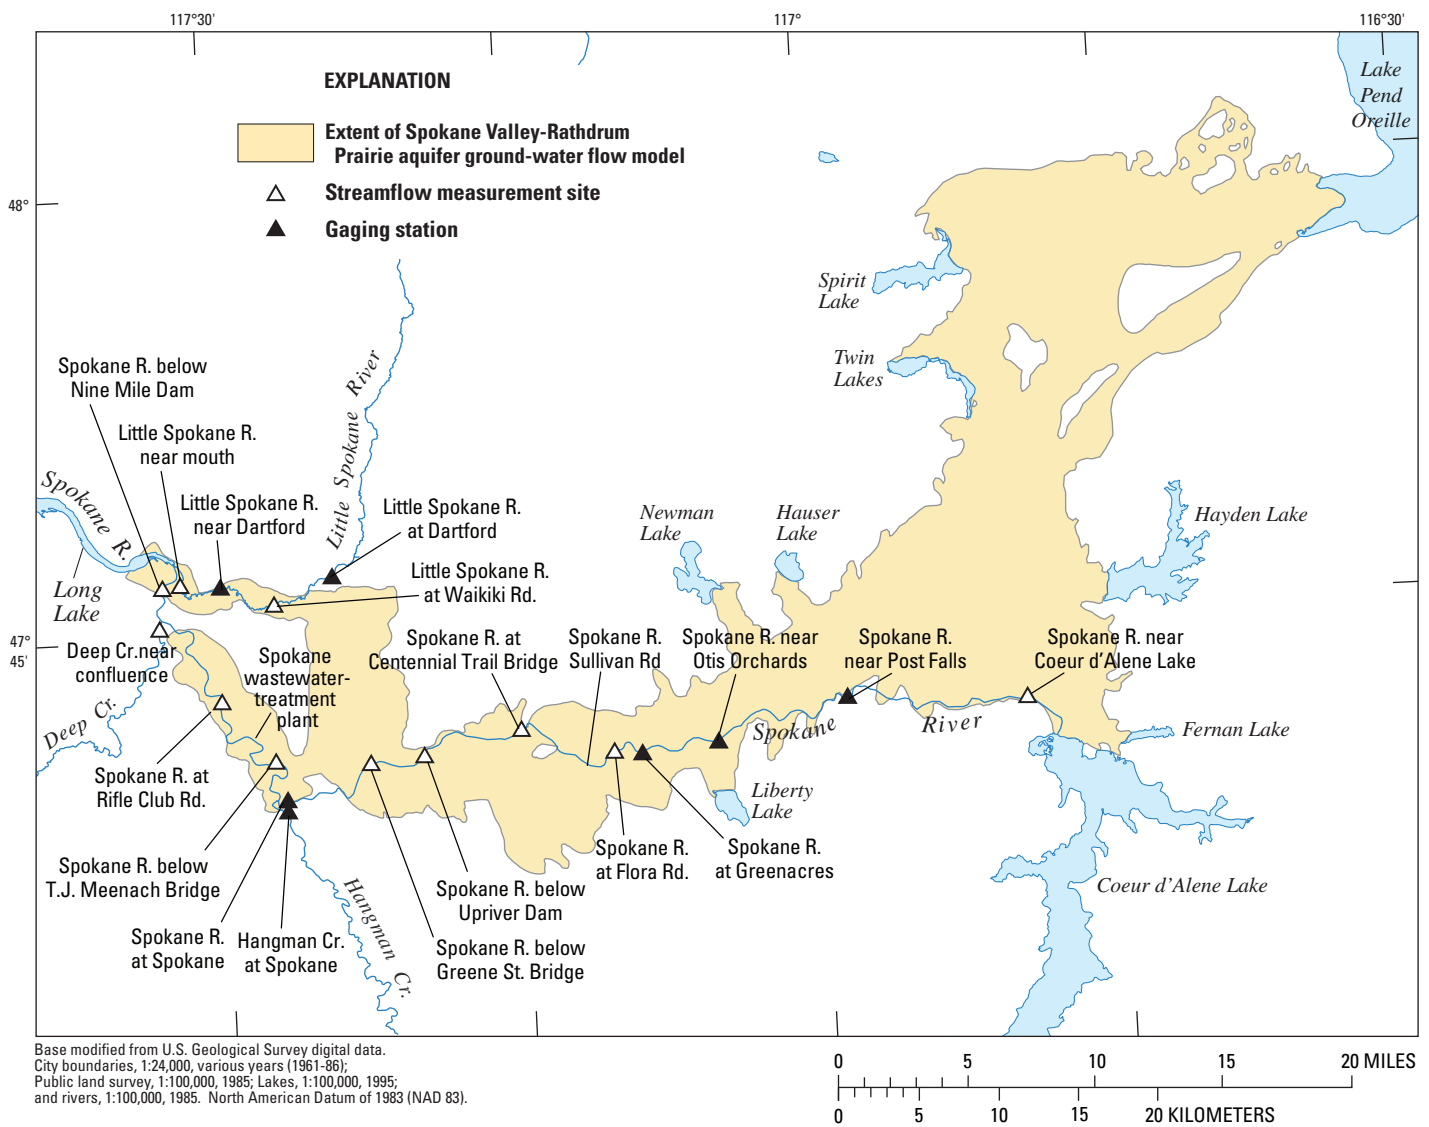 117°30'
117°
116°30'
EXPLANATION
Extent of Spokane Valley-Rathdrum
Prairie aquifer ground-water flow model
Streamflow measurement site
Gaging station
Lake
Pend
Oreille
48°
Spirit
Lake
Twin
Lakes
Spokane R. below
Nine Mile Dam
Little Spokane R.
near mouth
Little Spokane River
Spokane R.
Little Spokane R.
near Dartford
Little Spokane R.
at Dartford
Newman
Lake
Hauser
Lake
Hayden Lake
Long
Lake
Little Spokane R.
at Waikiki Rd.
47°
45'
Deep Cr.near
confluence
Spokane
wastewater-
treatment
plant
Spokane R. at
Centennial Trail Bridge
Spokane R.
Sullivan Rd
Spokane R. near
Otis Orchards
Spokane R.
near Post Falls
Spokane R. near
Coeur d'Alene Lake
Deep Cr.
Spokane River
Fernan Lake
Spokane R. at
Rifle Club Rd.
Liberty
Lake
Spokane R. below
T.J. Meenach Bridge
Spokane R.
at Flora Rd.
Spokane R.
at Greenacres
Coeur d'Alene Lake
Hangman Cr.
Spokane R. below
Upriver Dam
Spokane R.
at Spokane
Hangman Cr.
at Spokane
Spokane R. below
Greene St. Bridge
Base modified from U.S. Geological Survey digital data.
City boundaries, 1:24,000, various years (1961-86);
Public land survey, 1:100,000, 1985; Lakes, 1:100,000, 1995;
and rivers, 1:100,000, 1985. North American Datum of 1983 (NAD 83).
0 5 10 15 20 MILES
0 5 10 15 20 KILOMETERS